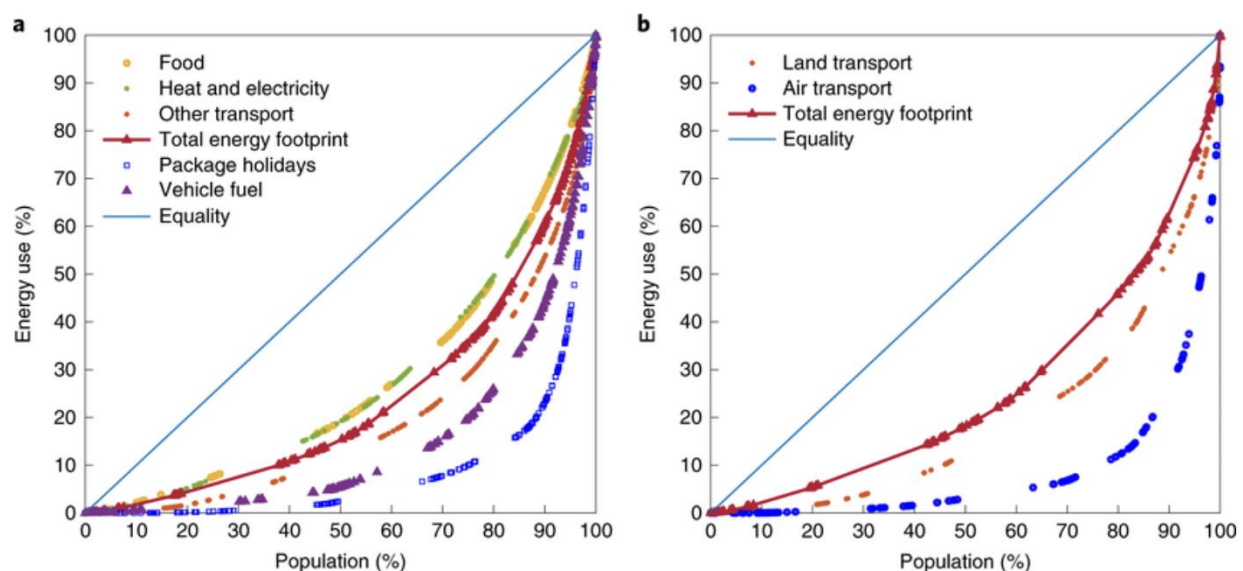 a
100
90
80
70
60
50
40
30
20
10
0
Energy use (%)
Food
Heat and electricity
Other transport
Total energy footprint
Package holidays
Vehicle fuel
Equality
0 10 20 30 40 50 60 70 80 90 100
Population (%)
b
100
90
80
70
60
50
40
30
20
10
0
Energy use (%)
Land transport
Air transport
Total energy footprint
Equality
0 10 20 30 40 50 60 70 80 90 100
Population (%)